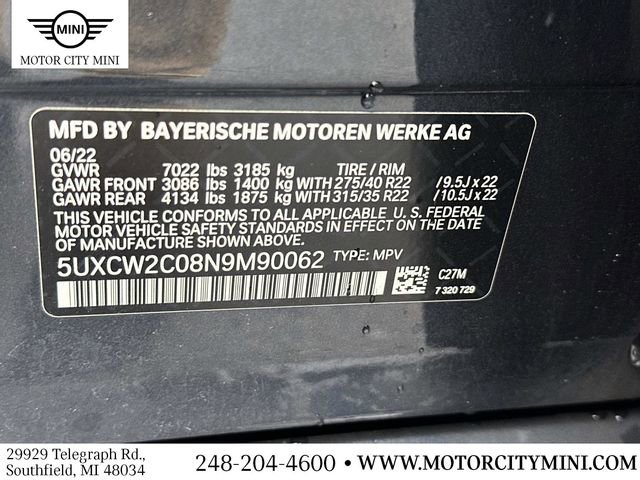 MINI
MOTOR CITY MINI
MFD BY BAYERISCHE MOTOREN WERKE AG
06/22
GVWR 7022 lbs 3185 kg TIRE / RIM
GAWR FRONT 3086 lbs 1400 kg WITH 275/40 R22 / 9.5J x 22
GAWR REAR 4134 lbs 1875 kg WITH 315/35 R22 / 10.5J x 22
THIS VEHICLE CONFORMS TO ALL APPLICABLE U. S. FEDERAL
MOTOR VEHICLE SAFETY STANDARDS IN EFFECT ON THE
DATE OF MANUFACTURE SHOWN ABOVE.
5UXCW2C08N9M90062 TYPE: MPV
C27M
7 320 729
29929 Telegraph Rd.,
Southfield, MI 48034
248-204-4600 • WWW.MOTORCITYMINI.COM